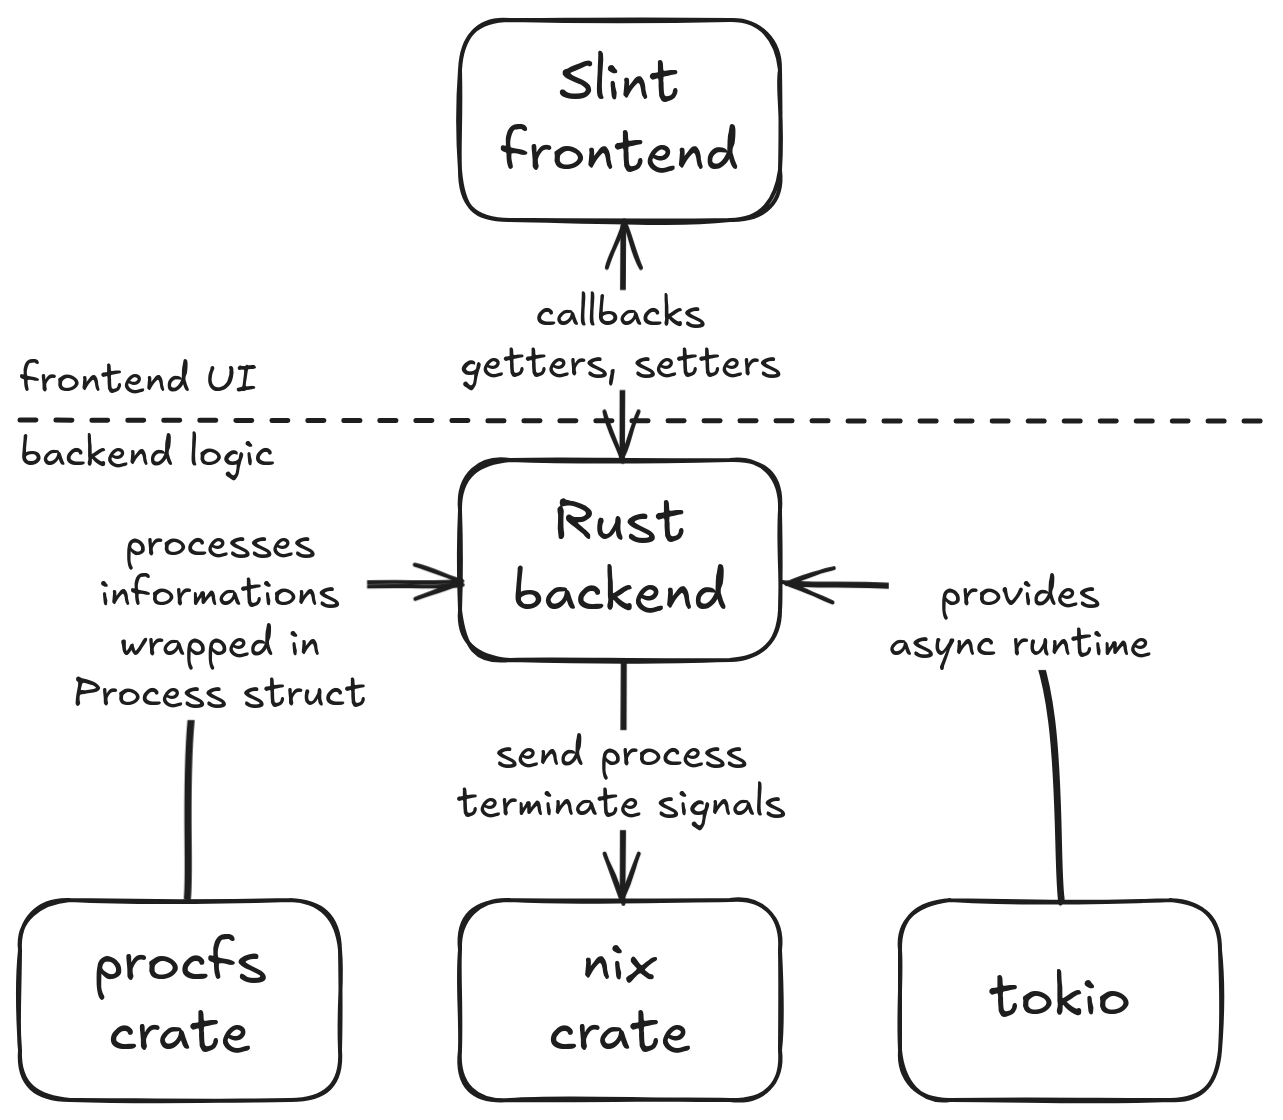 Slint
frontend
callbacks
getters, setters
frontend UI
backend logic
Rust
backend
processes
informations
wrapped in
Process struct
provides
async runtime
send process
terminate signals
procfs
crate
nix
crate
tokio